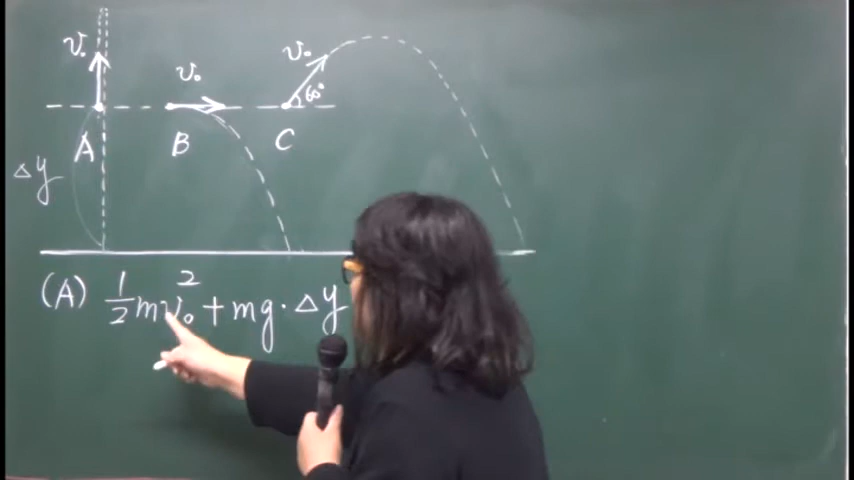 v₀ v₀ v₀
60°
A B C
Δy
(A) ½mv₀² + mg·Δy